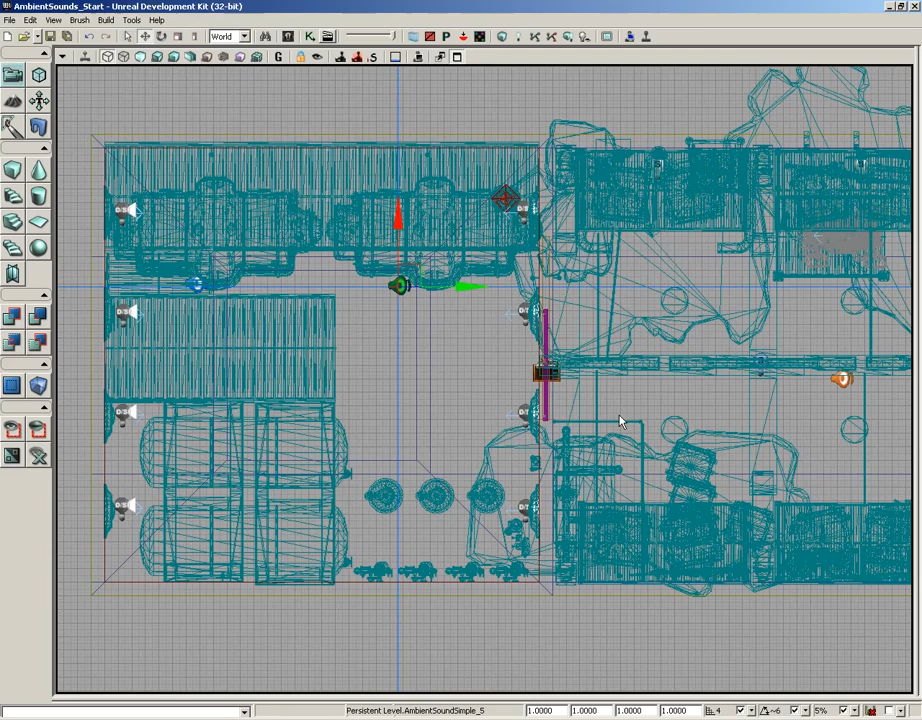 AmbientSounds_Start - Unreal Development Kit (32-bit)
File Edit View Brush Build Tools Help
World
K
P
G
S
Persistent Level.AmbientSoundSimple_5
1.0000 1.0000 1.0000 1.0000
4
~6
5%